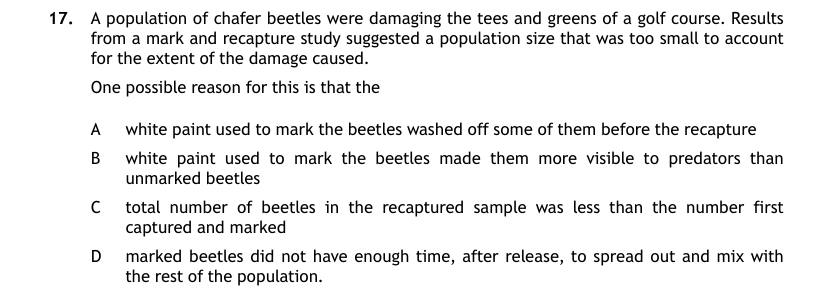 17. A population of chafer beetles were damaging the tees and greens of a golf course. Results
from a mark and recapture study suggested a population size that was too small to account
for the extent of the damage caused.
One possible reason for this is that the
A white paint used to mark the beetles washed off some of them before the recapture
B white paint used to mark the beetles made them more visible to predators than
unmarked beetles
C total number of beetles in the recaptured sample was less than the number first
captured and marked
D marked beetles did not have enough time, after release, to spread out and mix with
the rest of the population.